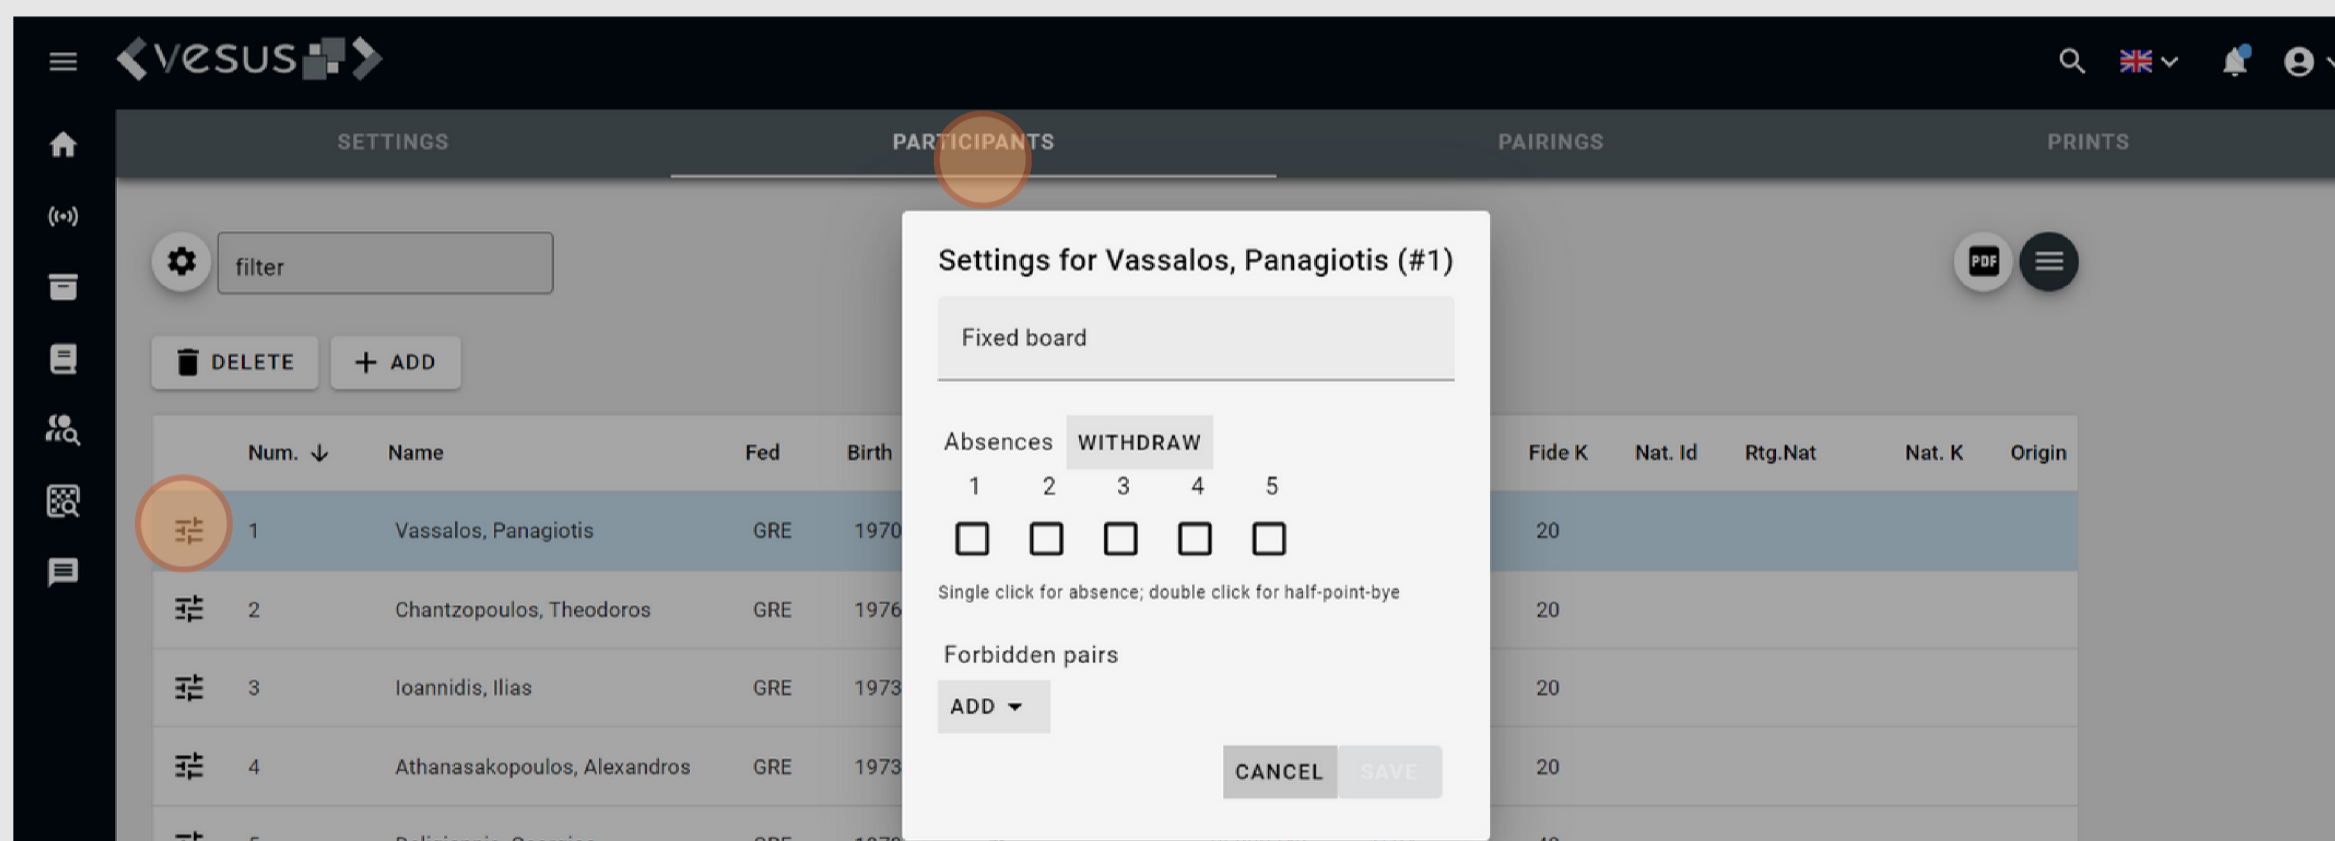 vesus
SETTINGS PARTICIPANTS PAIRINGS PRINTS
filter
PDF
DELETE + ADD
Settings for Vassalos, Panagiotis (#1)
Fixed board
Absences WITHDRAW
1 2 3 4 5
Single click for absence; double click for half-point-bye
Forbidden pairs
ADD
CANCEL SAVE
Num. Name Fed Birth Fide K Nat. Id Rtg.Nat Nat. K Origin
1 Vassalos, Panagiotis GRE 1970 20
2 Chantzopoulos, Theodoros GRE 1976 20
3 Ioannidis, Ilias GRE 1973 20
4 Athanasakopoulos, Alexandros GRE 1973 20